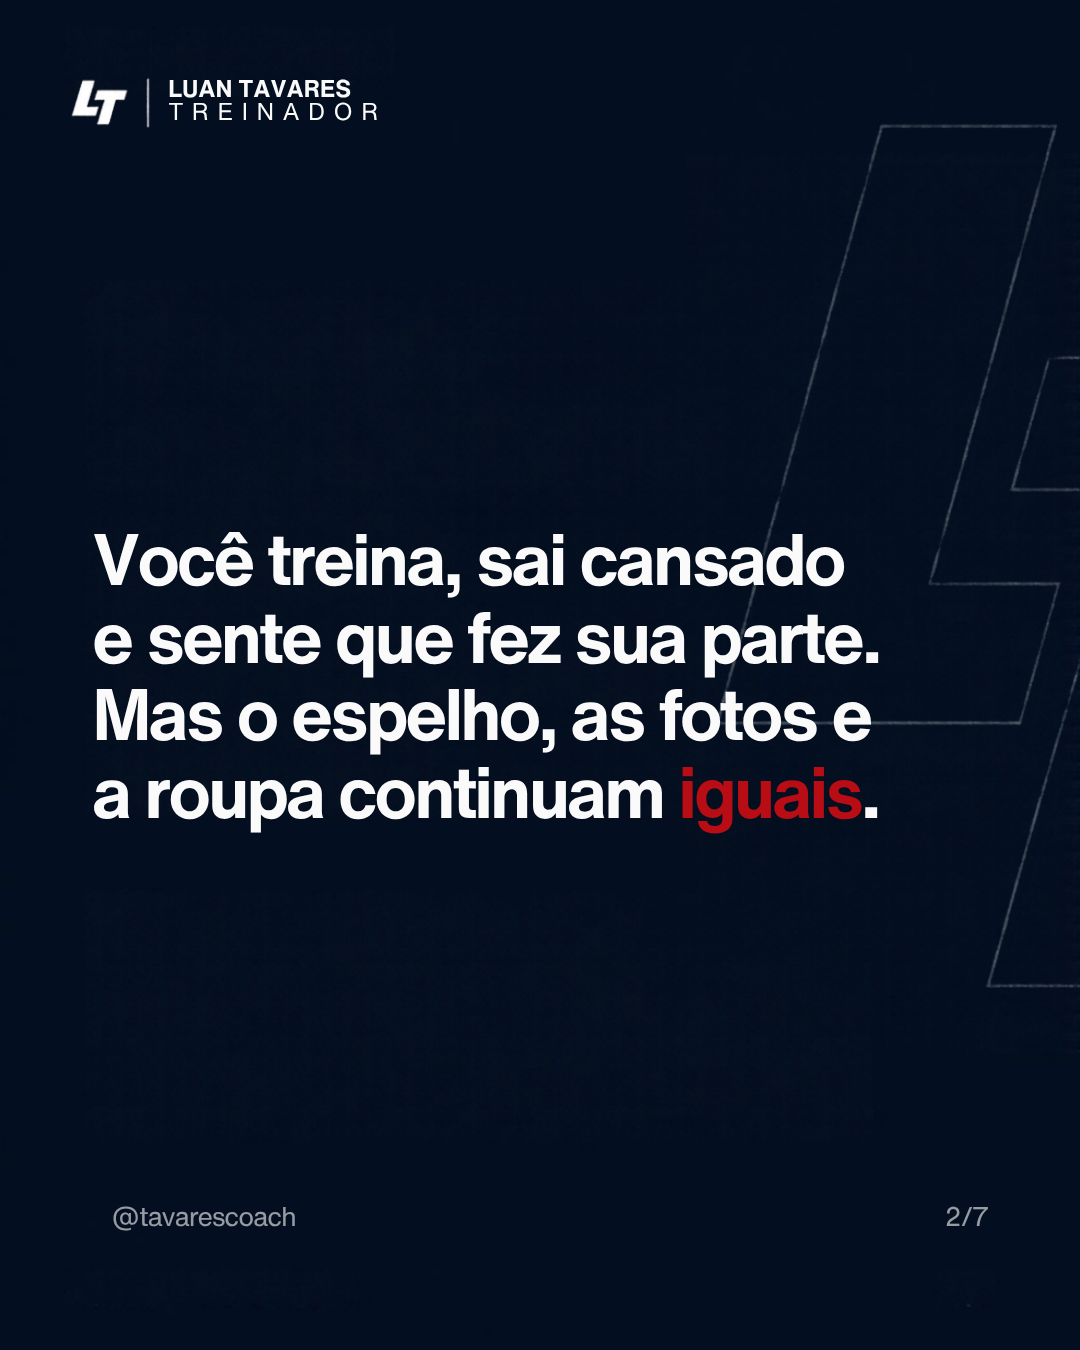 LT
LUAN TAVARES
TREINADOR
Você treina, sai cansado
e sente que fez sua parte.
Mas o espelho, as fotos e
a roupa continuam iguais.
@tavarescoach
2/7